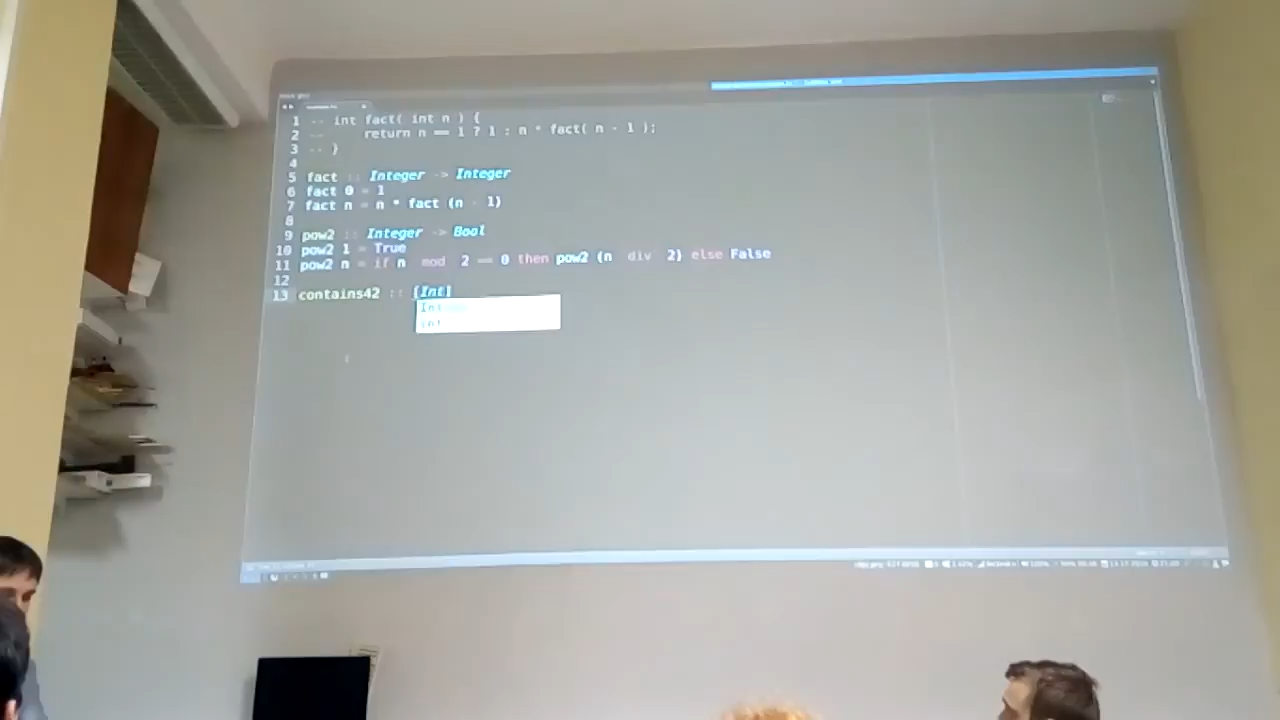 1 -- int fact( int n ) {
2 -- return n == 1 ? 1 : n * fact( n - 1 );
3 -- }
4
5 fact :: Integer -> Integer
6 fact 0 = 1
7 fact n = n * fact (n - 1)
8
9 pow2 :: Integer -> Bool
10 pow2 1 = True
11 pow2 n = if n `mod` 2 == 0 then pow2 (n `div` 2) else False
12
13 contains42 :: [Int]
int